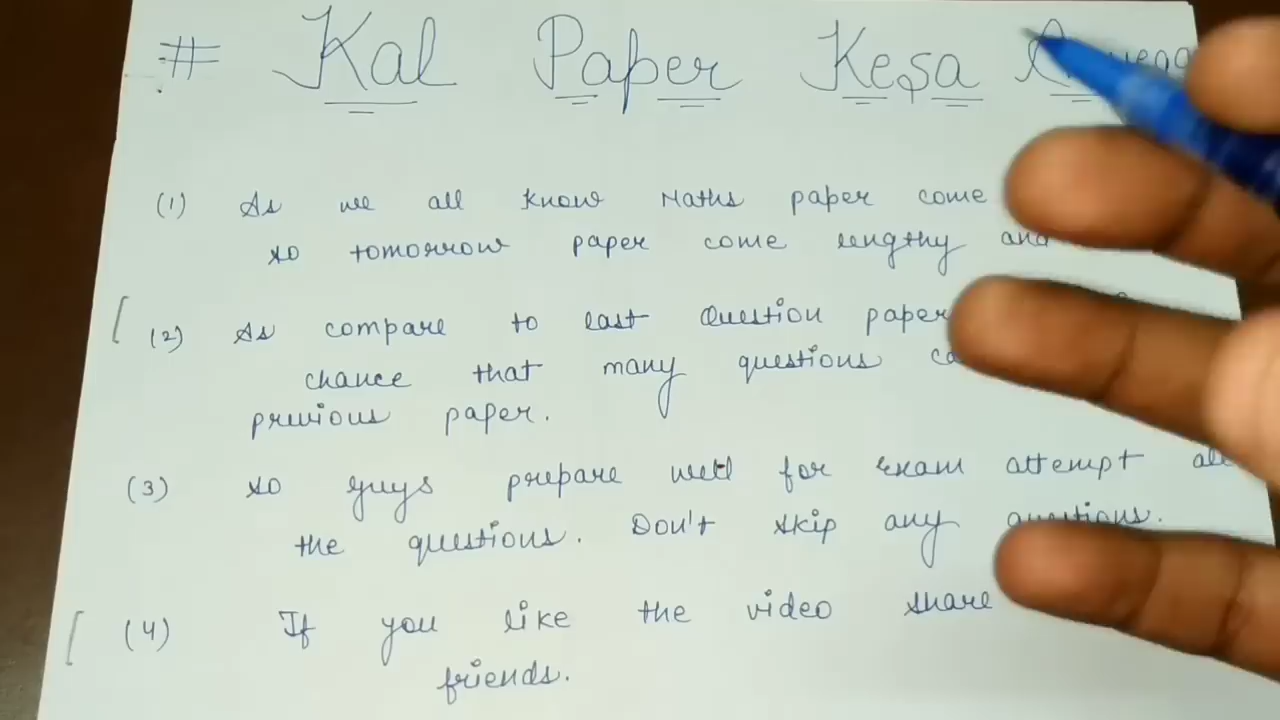 # Kal Paper Kesa
(1) As we all know Maths paper come
so tomorrow paper come lengthy and
(2) As compare to last Question paper
chance that many questions
previous paper.
(3) so guys prepare well for exam attempt all
the questions. Don't skip any questions.
(4) If you like the video share
friends.